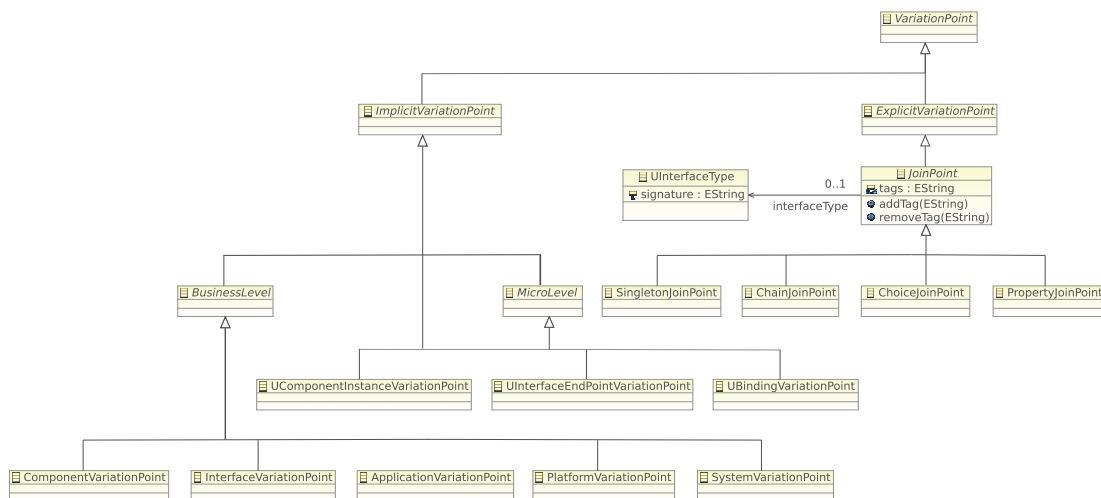 VariationPoint
ImplicitVariationPoint
ExplicitVariationPoint
UInterfaceType
signature : EString
0..1
interfaceType
JoinPoint
tags : EString
addTag(EString)
removeTag(EString)
BusinessLevel
MicroLevel
SingletonJoinPoint
ChainJoinPoint
ChoiceJoinPoint
PropertyJoinPoint
UComponentInstanceVariationPoint
UInterfaceEndPointVariationPoint
UBindingVariationPoint
ComponentVariationPoint
InterfaceVariationPoint
ApplicationVariationPoint
PlatformVariationPoint
SystemVariationPoint